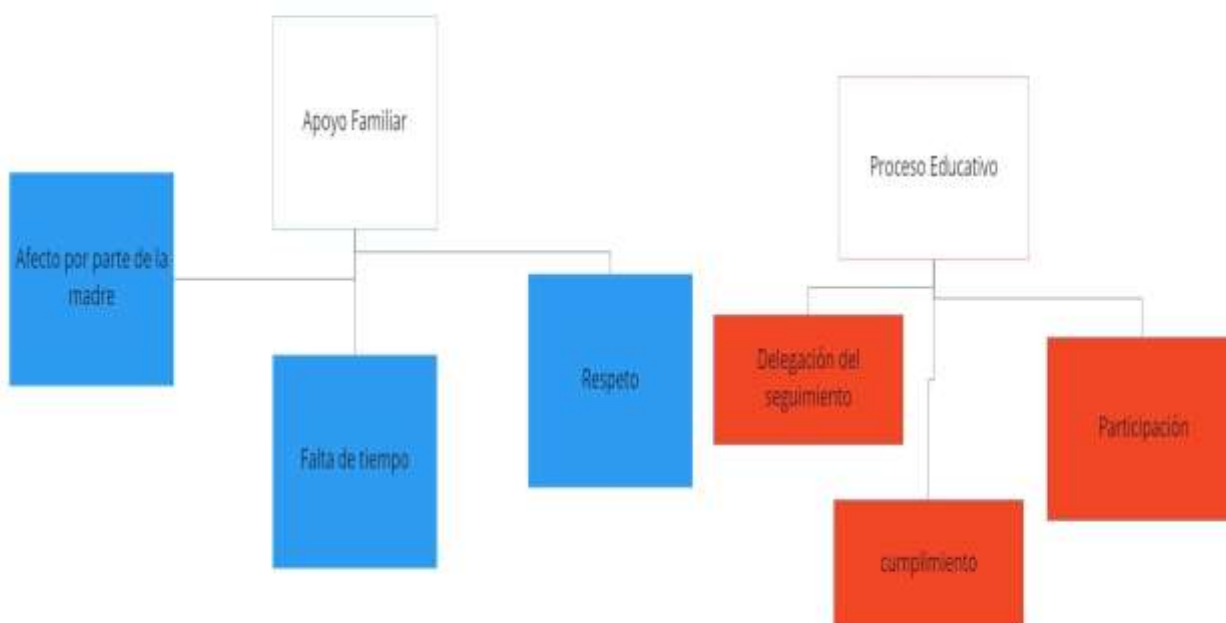 Apoyo Familiar
Proceso Educativo
Afecto por parte de la
madre
Falta de tiempo
Respeto
Delegación del
seguimiento
cumplimiento
Participación